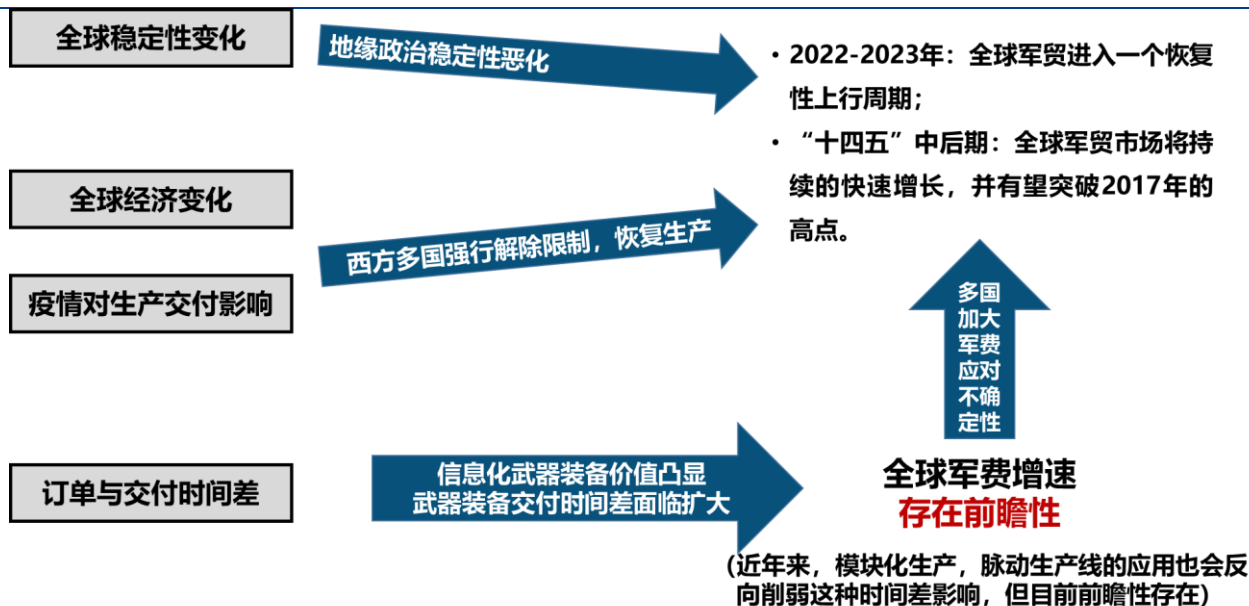 全球稳定性变化
地缘政治稳定性恶化
• 2022-2023年：全球军贸进入一个恢复
性上行周期；
• “十四五”中后期：全球军贸市场将持
续的快速增长，并有望突破2017年的
高点。
全球经济变化
西方多国强行解除限制，恢复生产
疫情对生产交付影响
多国
加大
军费
应对
不确
定性
订单与交付时间差
信息化武器装备价值凸显
武器装备交付时间差面临扩大
全球军费增速
存在前瞻性
（近年来，模块化生产，脉动生产线的应用也会反
向削弱这种时间差影响，但目前前瞻性存在）